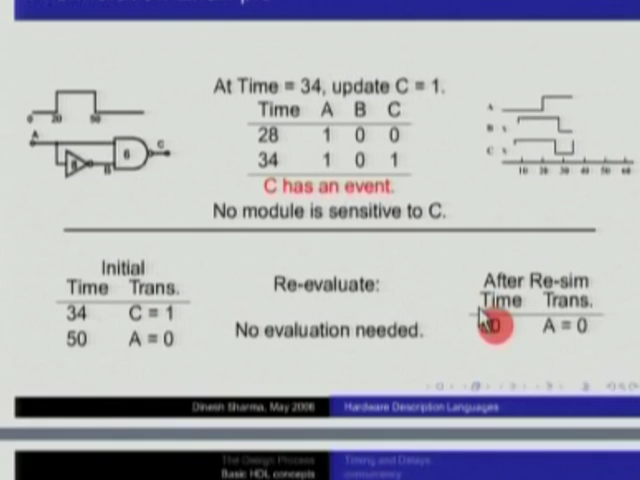 At Time = 34, update C = 1.
Time A B C
28 1 0 0
34 1 0 1
C has an event.
No module is sensitive to C.
0 20 50
A
8
B
6
C
A
B
C
10 20 30 40 50 60
Initial
Time Trans.
34 C = 1
50 A = 0
Re-evaluate:
No evaluation needed.
After Re-sim
Time Trans.
A = 0
Dinesh Sharma, May 2006 Hardware Description Languages
The Design Process Timing and Delays
Basic HDL concepts concurrency